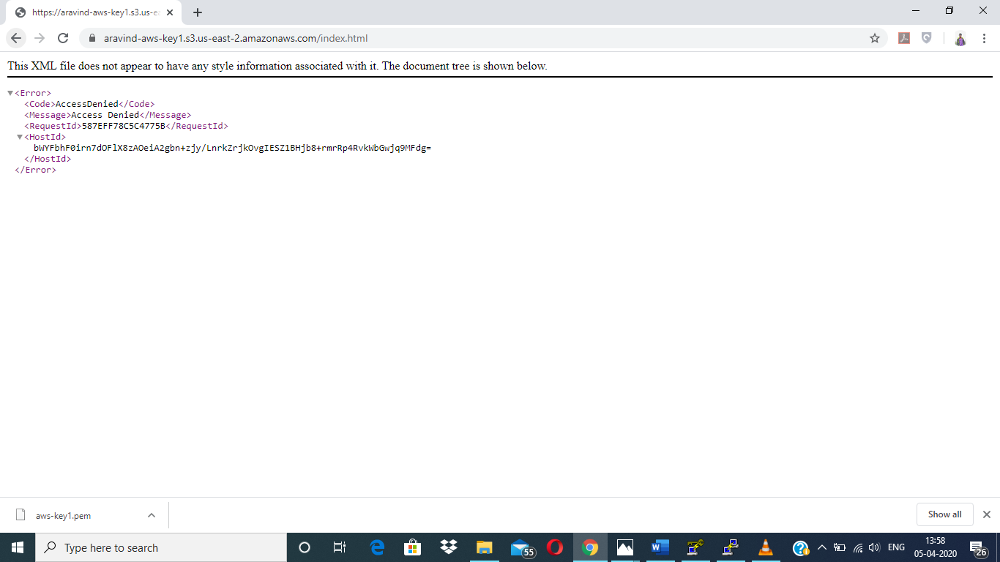 https://aravind-aws-key1.s3.us-ea
aravind-aws-key1.s3.us-east-2.amazonaws.com/index.html
This XML file does not appear to have any style information associated with it. The document tree is shown below.
<Error>
<Code>AccessDenied</Code>
<Message>Access Denied</Message>
<RequestId>587EFF78C5C4775B</RequestId>
<HostId>
bWYFbhF0irn7dOFlX8zAOeiA2gbn+zjy/LnrkZrjkOvgIESZ1BHjb8+rmrRp4RvkWbGwjq9MFdg=
</HostId>
</Error>
aws-key1.pem
Show all
Type here to search
55
ENG
13:58
05-04-2020
26